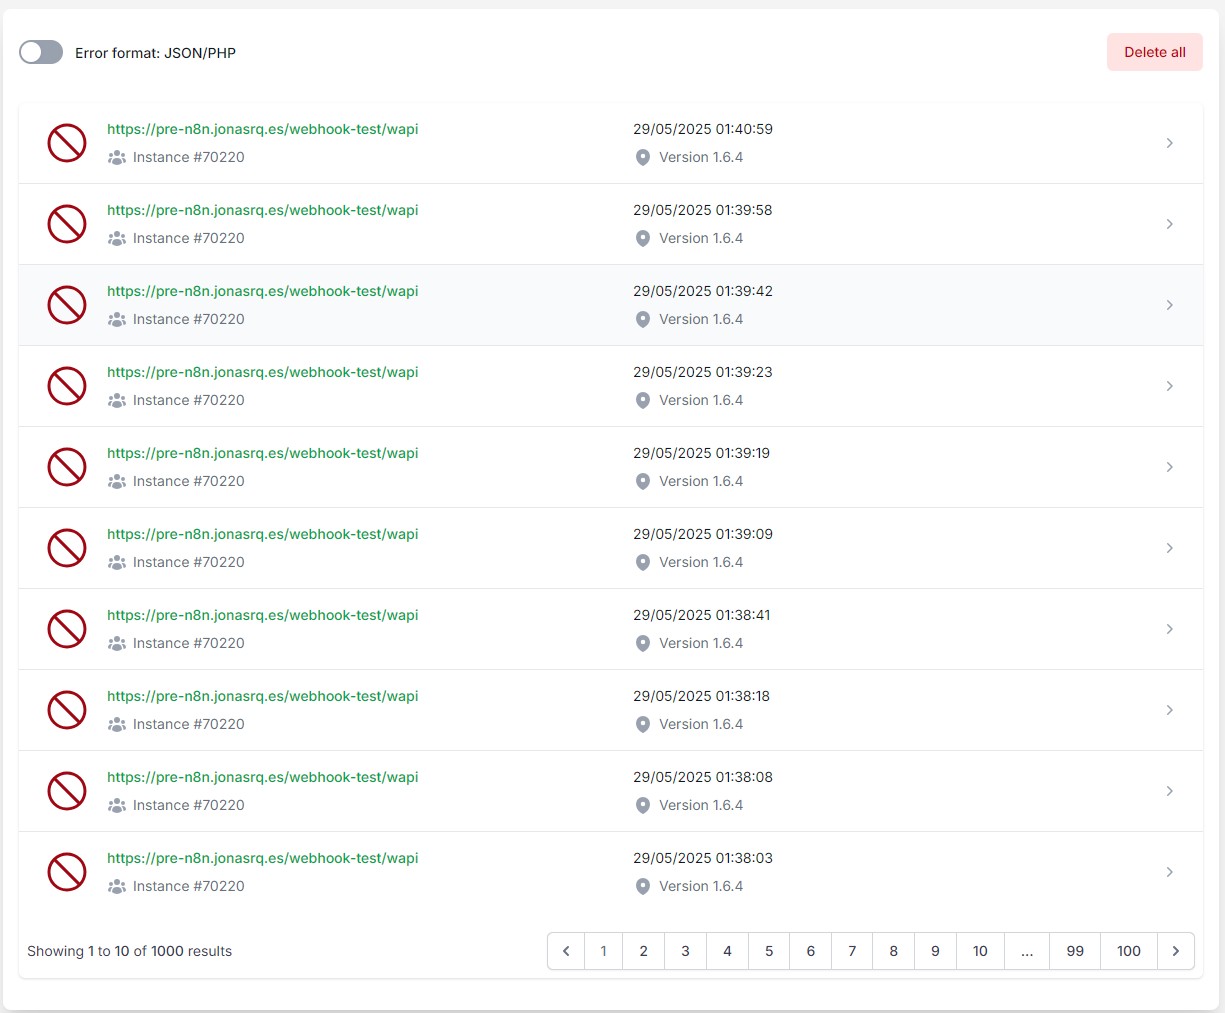 Error format: JSON/PHP
Delete all
https://pre-n8n.jonasrq.es/webhook-test/wapi
29/05/2025 01:40:59
Instance #70220
Version 1.6.4
https://pre-n8n.jonasrq.es/webhook-test/wapi
29/05/2025 01:39:58
Instance #70220
Version 1.6.4
https://pre-n8n.jonasrq.es/webhook-test/wapi
29/05/2025 01:39:42
Instance #70220
Version 1.6.4
https://pre-n8n.jonasrq.es/webhook-test/wapi
29/05/2025 01:39:23
Instance #70220
Version 1.6.4
https://pre-n8n.jonasrq.es/webhook-test/wapi
29/05/2025 01:39:19
Instance #70220
Version 1.6.4
https://pre-n8n.jonasrq.es/webhook-test/wapi
29/05/2025 01:39:09
Instance #70220
Version 1.6.4
https://pre-n8n.jonasrq.es/webhook-test/wapi
29/05/2025 01:38:41
Instance #70220
Version 1.6.4
https://pre-n8n.jonasrq.es/webhook-test/wapi
29/05/2025 01:38:18
Instance #70220
Version 1.6.4
https://pre-n8n.jonasrq.es/webhook-test/wapi
29/05/2025 01:38:08
Instance #70220
Version 1.6.4
https://pre-n8n.jonasrq.es/webhook-test/wapi
29/05/2025 01:38:03
Instance #70220
Version 1.6.4
Showing 1 to 10 of 1000 results
1 2 3 4 5 6 7 8 9 10 ... 99 100